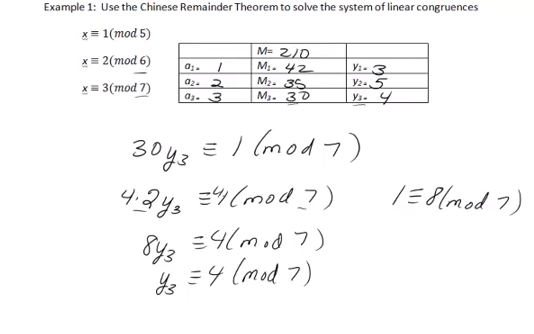 Example 1: Use the Chinese Remainder Theorem to solve the system of linear congruences
x ≡ 1(mod 5)
x ≡ 2(mod 6)
x ≡ 3(mod 7)
M= 210
a₁= 1 M₁= 42 y₁= 3
a₂= 2 M₂= 35 y₂= 5
a₃= 3 M₃= 30 y₃= 4
30y₃ ≡ 1 (mod 7)
4·2y₃ ≡ 4(mod 7) 1≡8(mod 7)
8y₃ ≡ 4(mod 7)
y₃ ≡ 4 (mod 7)